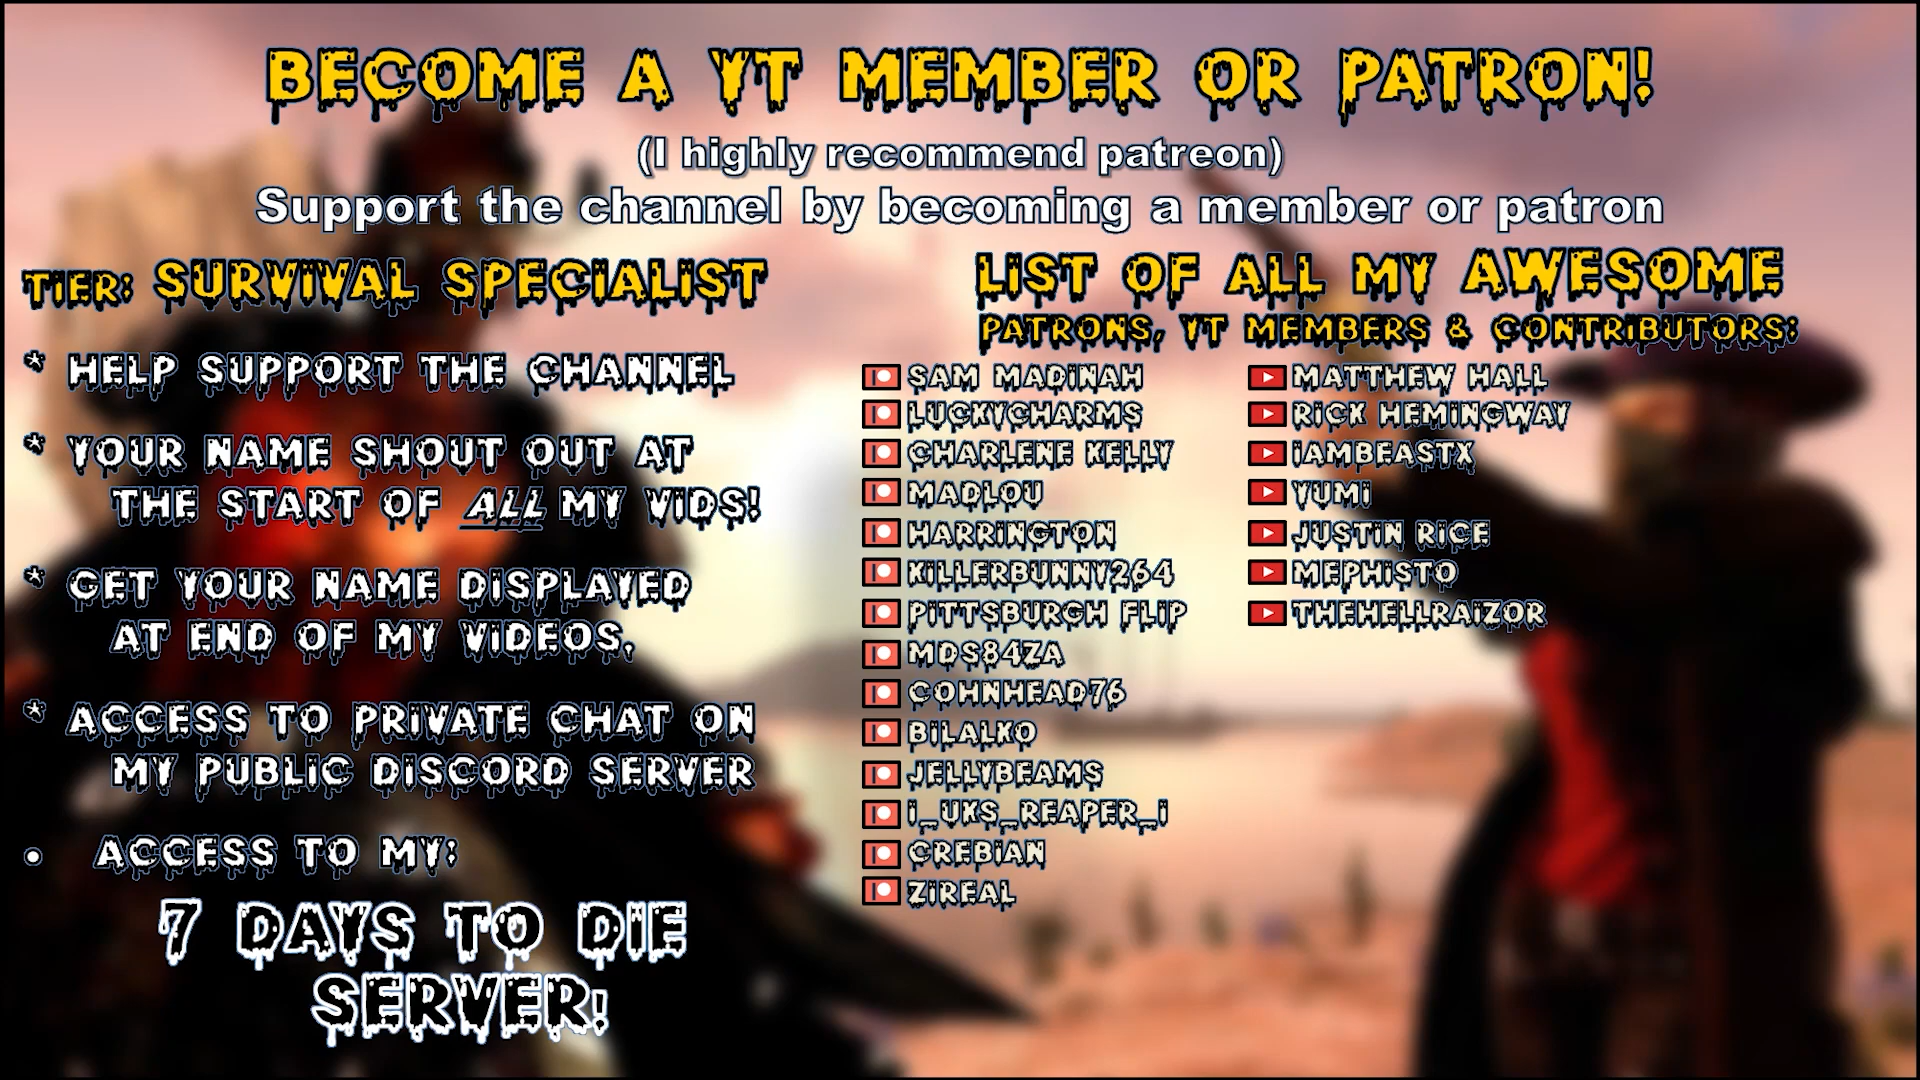 BECOME A YT MEMBER OR PATRON!
(I highly recommend patreon)
Support the channel by becoming a member or patron
TIER: SURVIVAL SPECIALIST
* HELP SUPPORT THE CHANNEL
* YOUR NAME SHOUT OUT AT
THE START OF ALL MY VIDS!
* GET YOUR NAME DISPLAYED
AT END OF MY VIDEOS.
* ACCESS TO PRIVATE CHAT ON
MY PUBLIC DISCORD SERVER
• ACCESS TO MY:
7 DAYS TO DIE
SERVER!
LIST OF ALL MY AWESOME
PATRONS, YT MEMBERS & CONTRIBUTORS:
SAM MADINAH
LUCKYCHARMS
CHARLENE KELLY
MADLOU
HARRINGTON
KILLERBUNNY264
PITTSBURGH FLIP
MDS84ZA
COHNHEAD76
BILALKO
JELLYBEAMS
I_UKS_REAPER_I
CREBIAN
ZIREAL
MATTHEW HALL
RICK HEMINGWAY
IAMBEASTX
YUMI
JUSTIN RICE
MEPHISTO
THEHELLRAIZOR